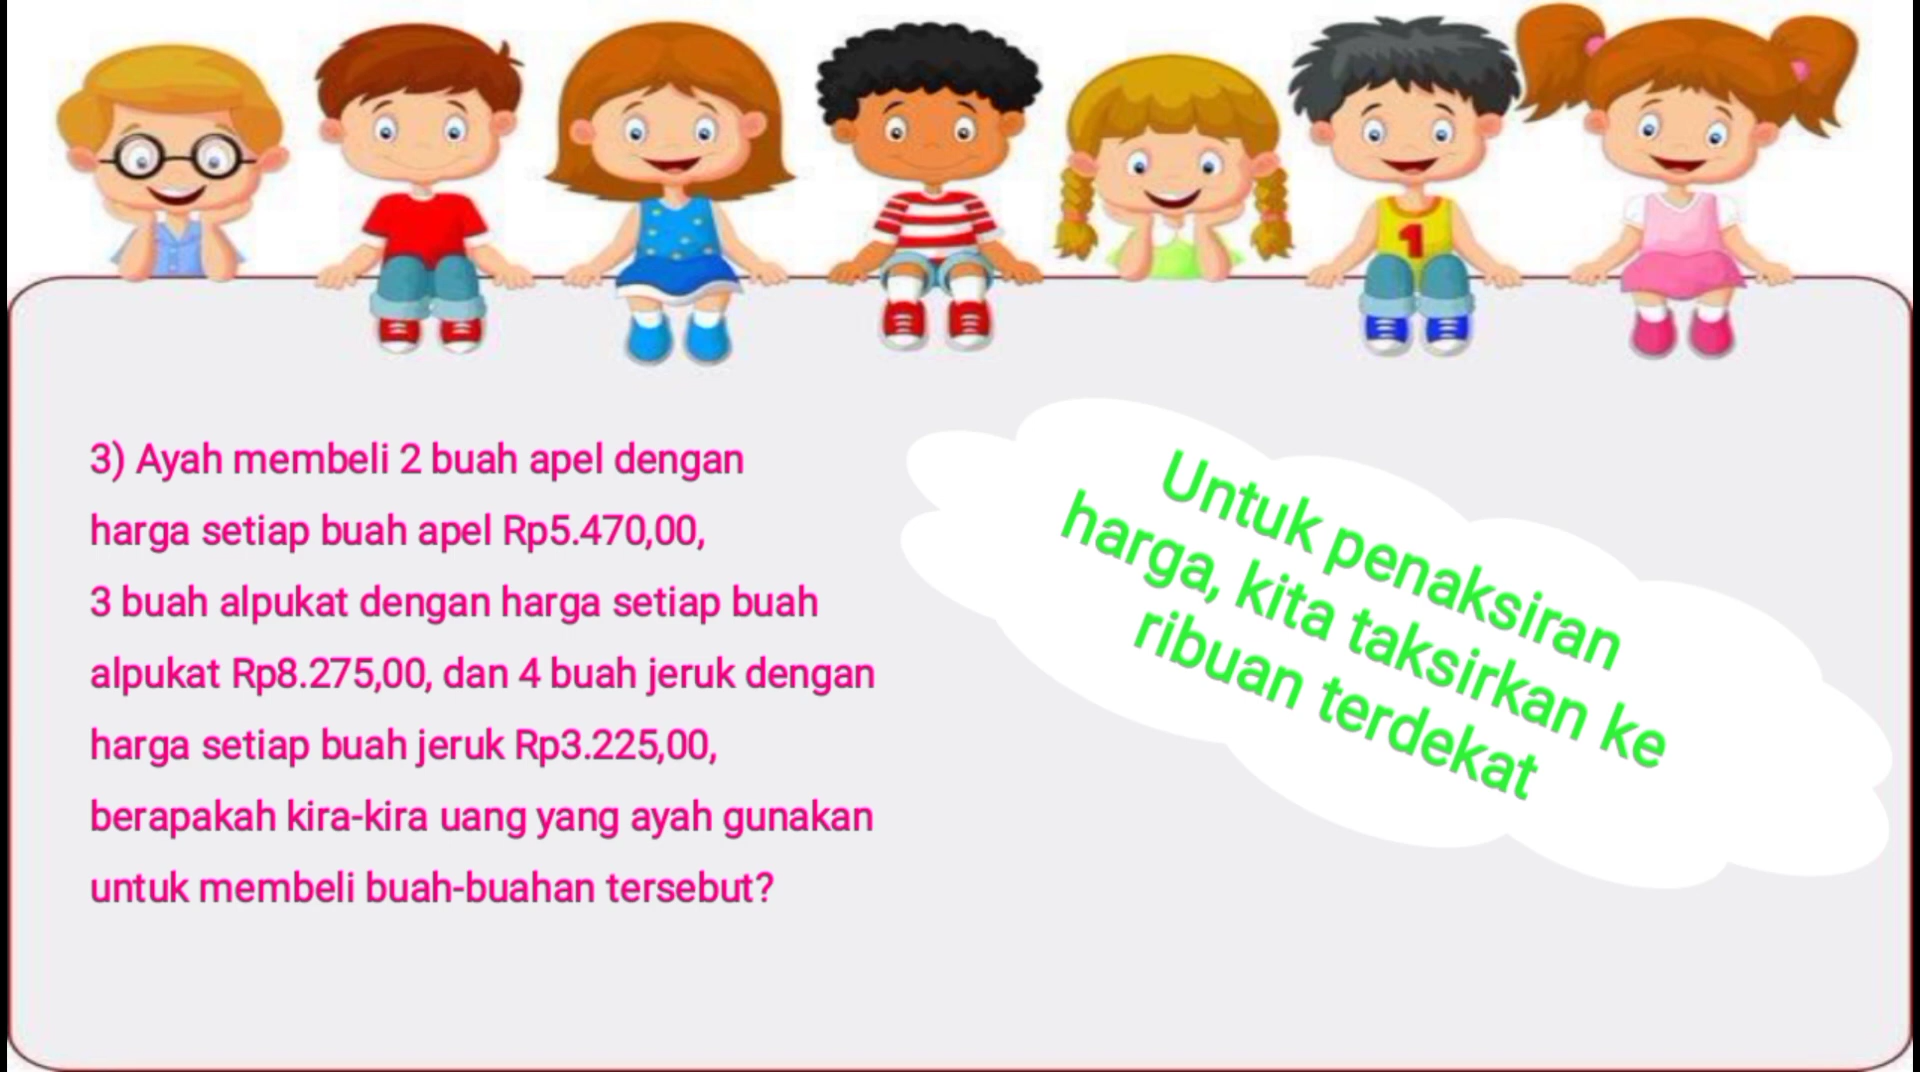 1
3) Ayah membeli 2 buah apel dengan
harga setiap buah apel Rp5.470,00,
3 buah alpukat dengan harga setiap buah
alpukat Rp8.275,00, dan 4 buah jeruk dengan
harga setiap buah jeruk Rp3.225,00,
berapakah kira-kira uang yang ayah gunakan
untuk membeli buah-buahan tersebut?
Untuk penaksiran
harga, kita taksirkan ke
ribuan terdekat